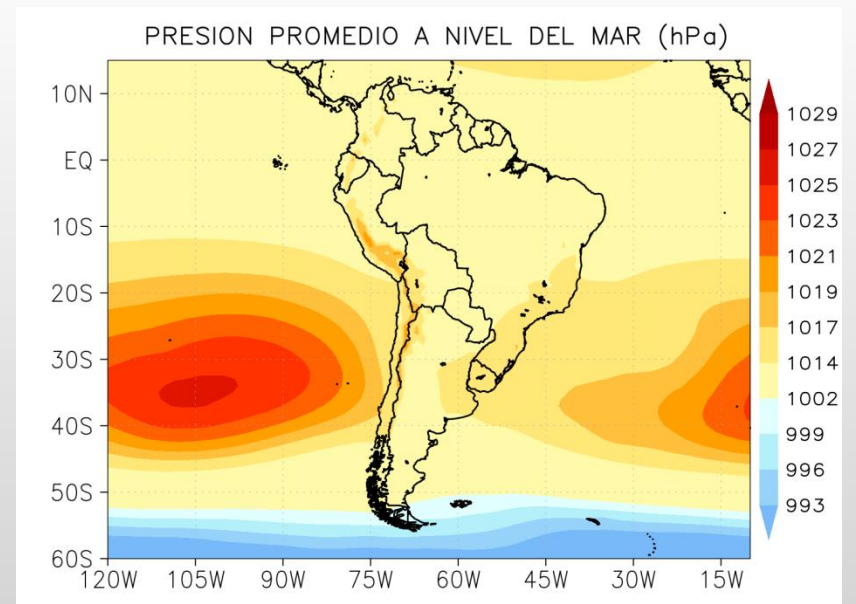 PRESION PROMEDIO A NIVEL DEL MAR (hPa)
10N
EQ
10S
20S
30S
40S
50S
60S
120W 105W 90W 75W 60W 45W 30W 15W
1029
1027
1025
1023
1021
1019
1017
1014
1002
999
996
993